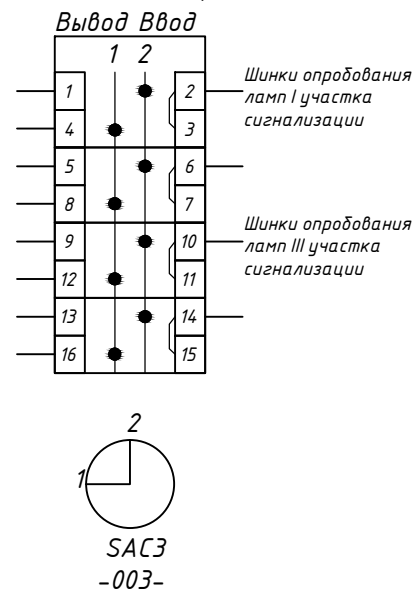 Вывод Ввод
1 2
1 2 Шинки опробования
ламп I участка
4 3 сигнализации
5 6
8 7
9 10 Шинки опробования
ламп III участка
12 11 сигнализации
13 14
16 15
2
1
SAC3
-003-